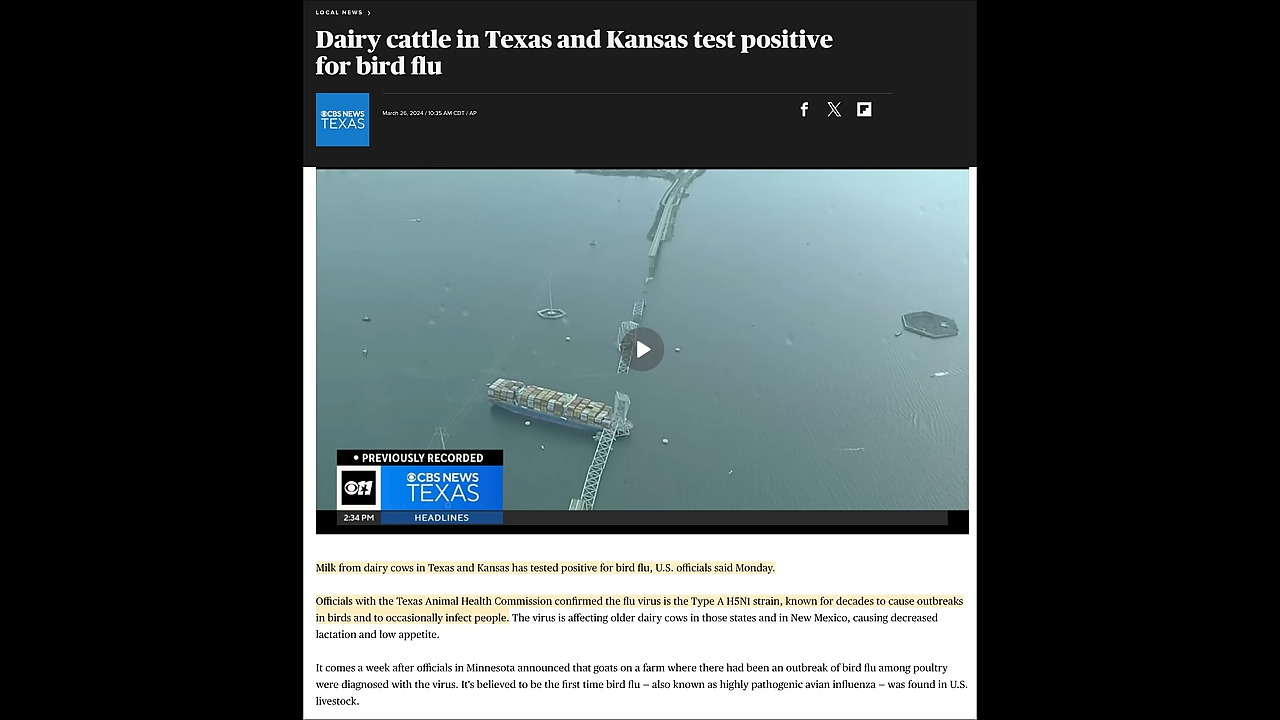 LOCAL NEWS ›
Dairy cattle in Texas and Kansas test positive
for bird flu
CBS NEWS
TEXAS
March 26, 2024 / 10:35 AM CDT / AP
f X
• PREVIOUSLY RECORDED
11 CBS NEWS
TEXAS
2:34 PM HEADLINES
Milk from dairy cows in Texas and Kansas has tested positive for bird flu, U.S. officials said Monday.
Officials with the Texas Animal Health Commission confirmed the flu virus is the Type A H5N1 strain, known for decades to cause outbreaks
in birds and to occasionally infect people. The virus is affecting older dairy cows in those states and in New Mexico, causing decreased
lactation and low appetite.
It comes a week after officials in Minnesota announced that goats on a farm where there had been an outbreak of bird flu among poultry
were diagnosed with the virus. It's believed to be the first time bird flu – also known as highly pathogenic avian influenza – was found in U.S.
livestock.